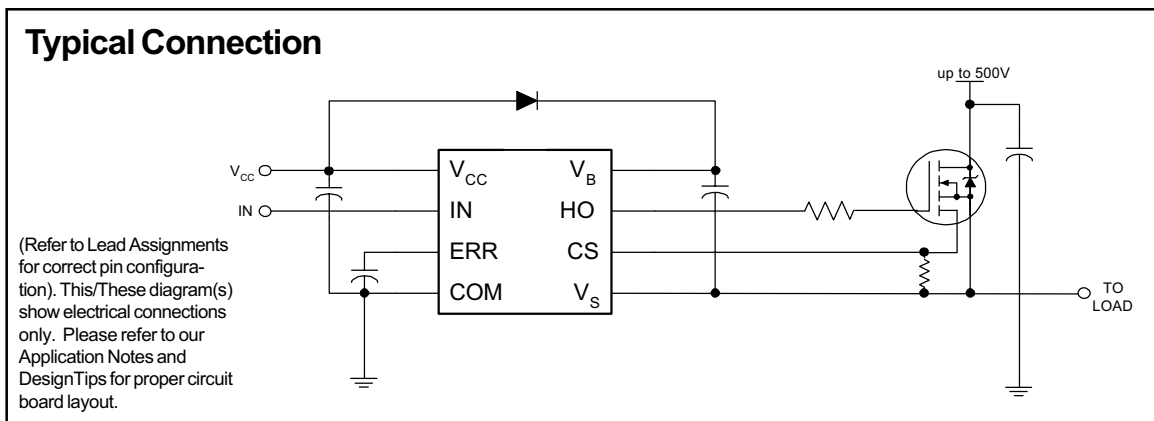 Typical Connection
up to 500V
VCC
IN
VCC
IN
ERR
COM
VB
HO
CS
VS
TO
LOAD
(Refer to Lead Assignments
for correct pin configura-
tion). This/These diagram(s)
show electrical connections
only. Please refer to our
Application Notes and
DesignTips for proper circuit
board layout.